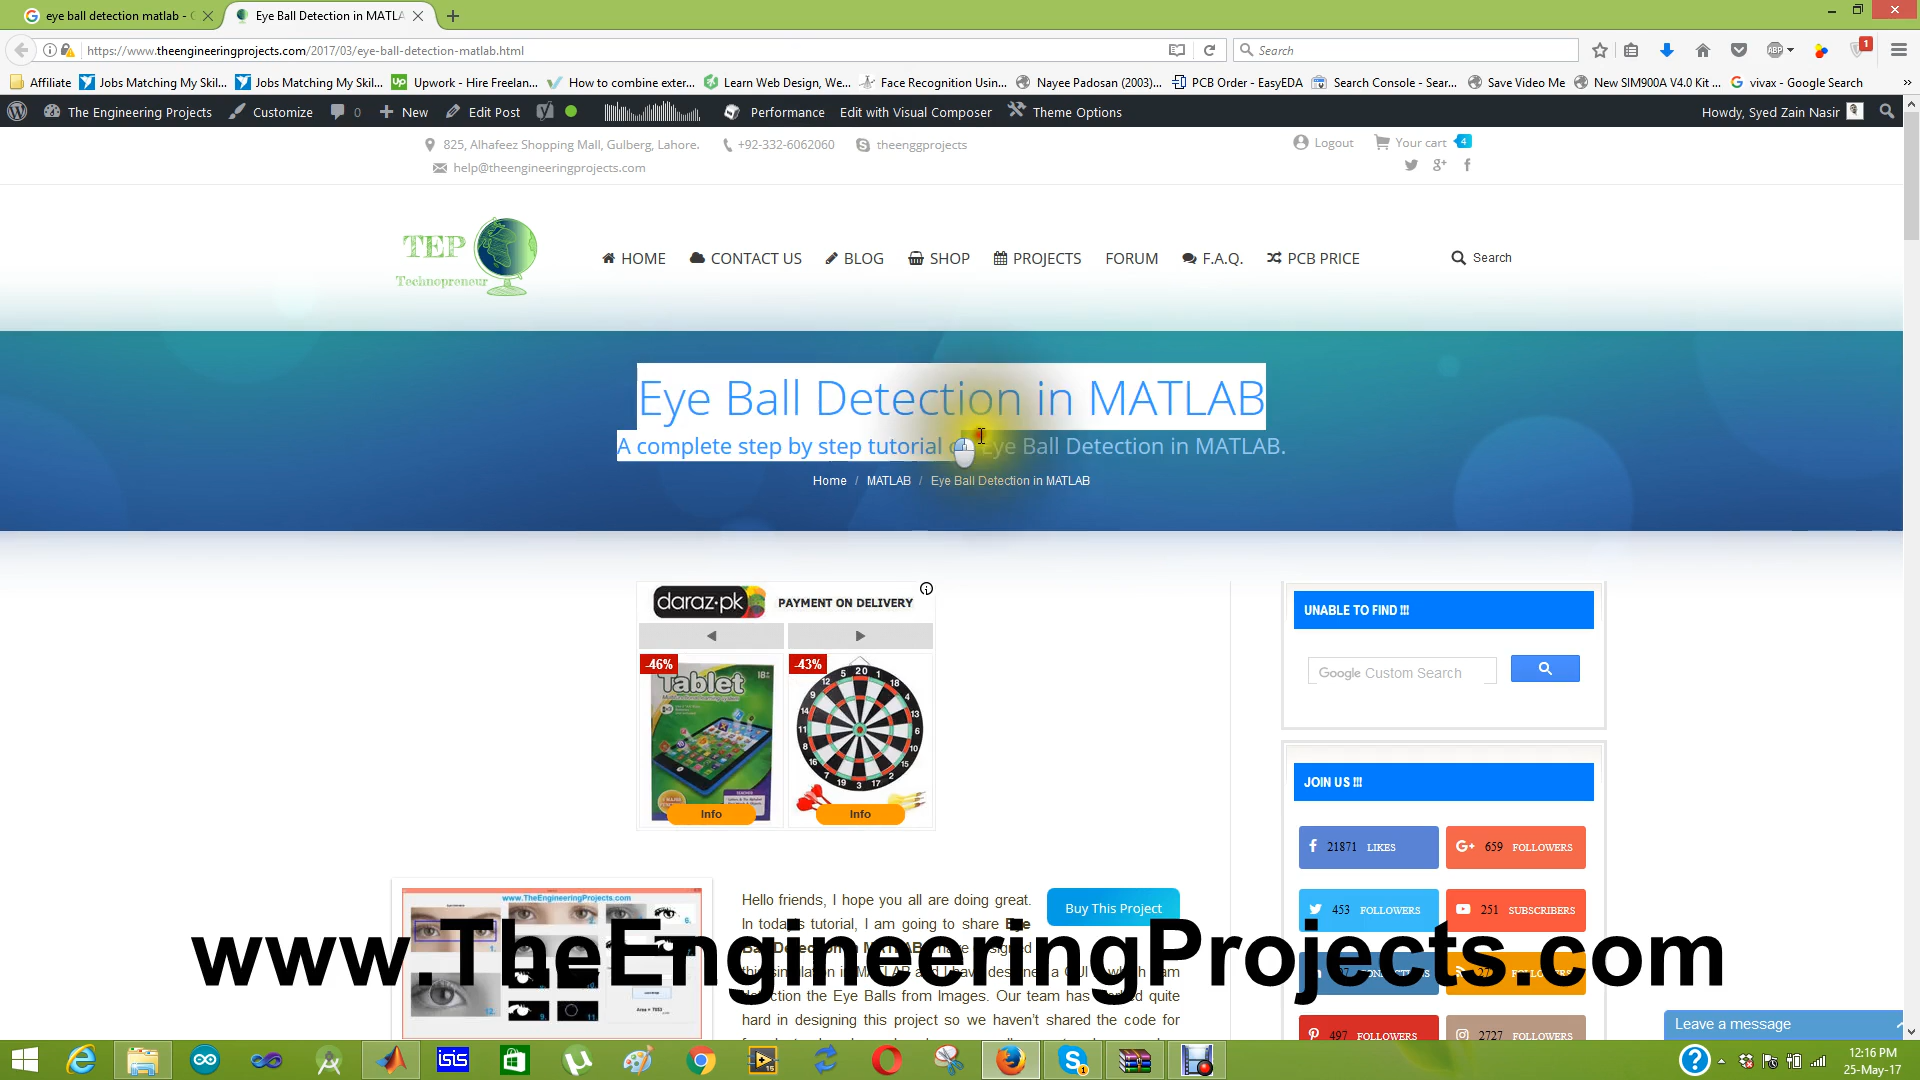 eye ball detection matlab -
Eye Ball Detection in MATLA
https://www.theengineeringprojects.com/2017/03/eye-ball-detection-matlab.html
Search
Affiliate
Jobs Matching My Skil...
Jobs Matching My Skil...
Upwork - Hire Freelan...
How to combine exter...
Learn Web Design, We...
Face Recognition Usin...
Nayee Padosan (2003)...
PCB Order - EasyEDA
Search Console - Sear...
Save Video Me
New SIM900A V4.0 Kit ...
vivax - Google Search
The Engineering Projects
Customize
0
New
Edit Post
Performance
Edit with Visual Composer
Theme Options
Howdy, Syed Zain Nasir
825, Alhafeez Shopping Mall, Gulberg, Lahore.
+92-332-6062060
theenggprojects
Logout
Your cart 4
help@theengineeringprojects.com
TEP
Technopreneur
HOME
CONTACT US
BLOG
SHOP
PROJECTS
FORUM
F.A.Q.
PCB PRICE
Search
Eye Ball Detection in MATLAB
A complete step by step tutorial Eye Ball Detection in MATLAB.
Home / MATLAB / Eye Ball Detection in MATLAB
daraz.pk PAYMENT ON DELIVERY
-46%
-43%
Tablet
Info
Info
UNABLE TO FIND !!!
Google Custom Search
JOIN US !!!
21871 LIKES
659 FOLLOWERS
453 FOLLOWERS
251 SUBSCRIBERS
497 FOLLOWERS
2727 FOLLOWERS
www.TheEngineeringProjects.com
Hello friends, I hope you all are doing great.
In today's tutorial, I am going to share Eye
Buy This Project
detection the Eye Balls from Images. Our team has quite
hard in designing this project so we haven't shared the code for
www.TheEngineeringProjects.com
Leave a message
12:16 PM
25-May-17